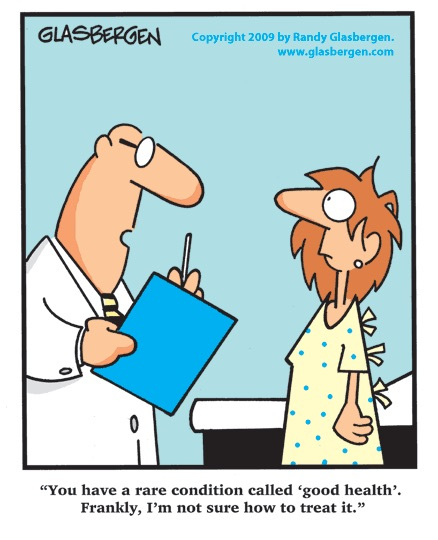 GLASBERGEN
Copyright 2009 by Randy Glasbergen.
www.glasbergen.com
“You have a rare condition called ‘good health’.
Frankly, I’m not sure how to treat it.”